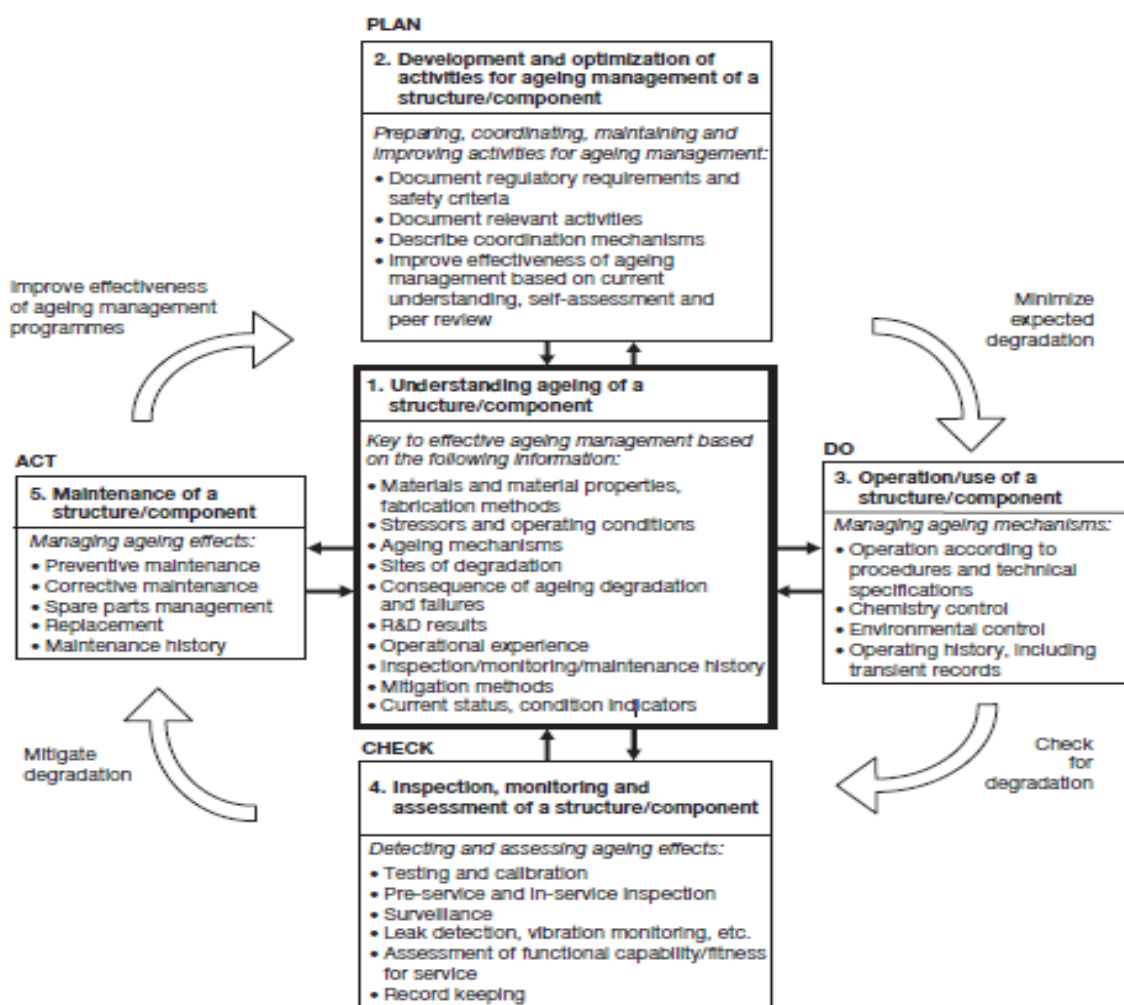 PLAN
2. Development and optimization of
activities for ageing management of a
structure/component
Preparing, coordinating, maintaining and
improving activities for ageing management:
• Document regulatory requirements and
safety criteria
• Document relevant activities
• Describe coordination mechanisms
• Improve effectiveness of ageing
management based on current
understanding, self-assessment and
peer review
Improve effectiveness
of ageing management
programmes
Minimize
expected
degradation
1. Understanding ageing of a
structure/component
Key to effective ageing management based
on the following information:
• Materials and material properties,
fabrication methods
• Stressors and operating conditions
• Ageing mechanisms
• Sites of degradation
• Consequence of ageing degradation
and failures
• R&D results
• Operational experience
• Inspection/monitoring/maintenance history
• Mitigation methods
• Current status, condition indicators
ACT
5. Maintenance of a
structure/component
Managing ageing effects:
• Preventive maintenance
• Corrective maintenance
• Spare parts management
• Replacement
• Maintenance history
DO
3. Operation/use of a
structure/component
Managing ageing mechanisms:
• Operation according to
procedures and technical
specifications
• Chemistry control
• Environmental control
• Operating history, including
transient records
Mitigate
degradation
Check
for
degradation
CHECK
4. Inspection, monitoring and
assessment of a structure/component
Detecting and assessing ageing effects:
• Testing and calibration
• Pre-service and in-service inspection
• Surveillance
• Leak detection, vibration monitoring, etc.
• Assessment of functional capability/fitness
for service
• Record keeping